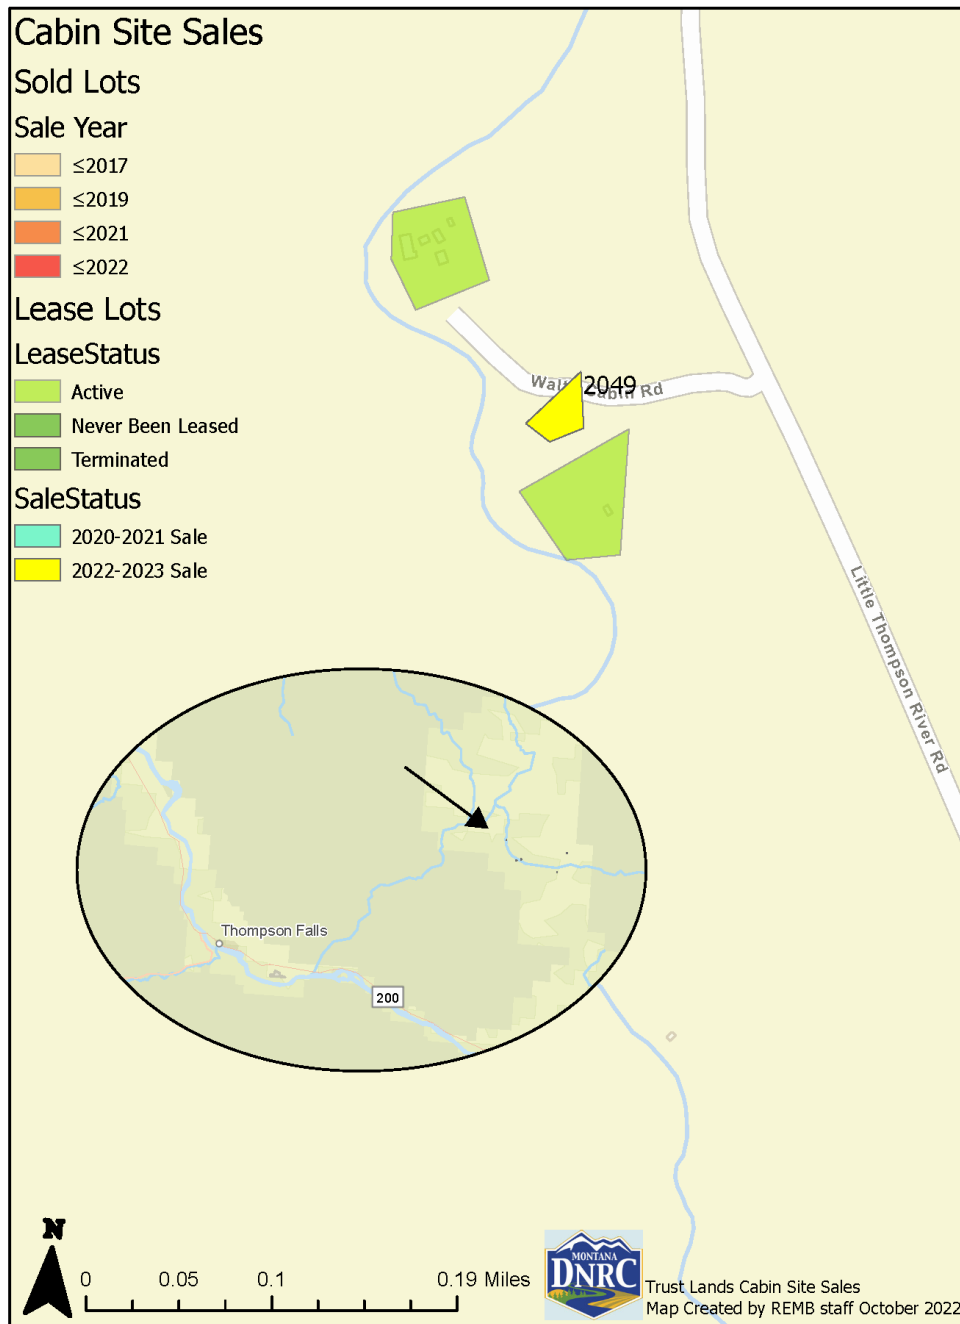 Cabin Site Sales
Sold Lots
Sale Year
≤2017
≤2019
≤2021
≤2022
Lease Lots
LeaseStatus
Active
Never Been Leased
Terminated
SaleStatus
2020-2021 Sale
2022-2023 Sale
2049
Cabin Rd
Little Thompson River Rd
Thompson Falls
200
N
0 0.05 0.1 0.19 Miles
MONTANA
DNRC
Trust Lands Cabin Site Sales
Map Created by REMB staff October 2022